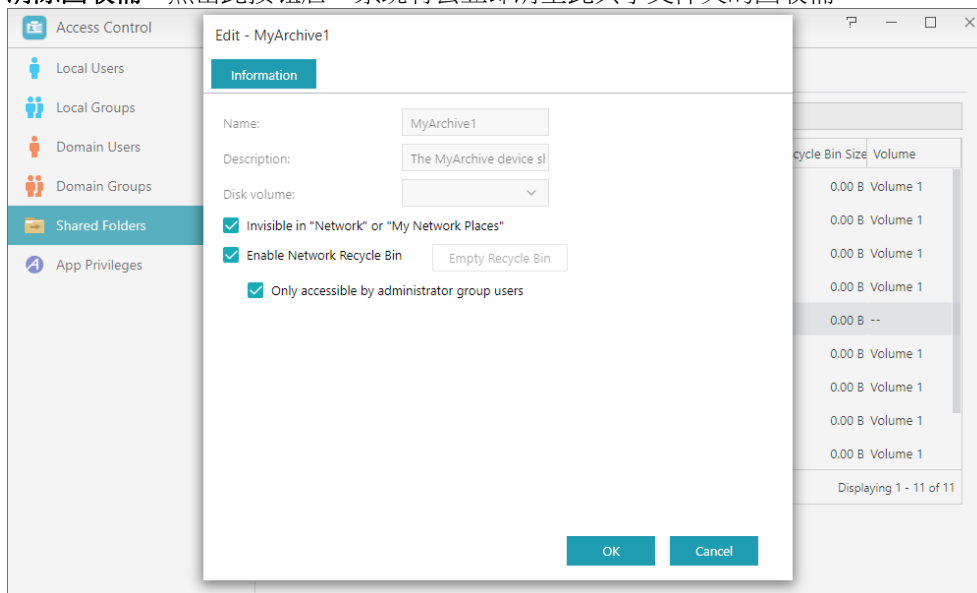 Access Control
Local Users
Local Groups
Domain Users
Domain Groups
Shared Folders
App Privileges
Edit - MyArchive1
Information
Name: MyArchive1
Description: The MyArchive device sl
Disk volume:
Invisible in "Network" or "My Network Places"
Enable Network Recycle Bin Empty Recycle Bin
Only accessible by administrator group users
OK Cancel
cycle Bin Size Volume
0.00 B Volume 1
0.00 B Volume 1
0.00 B Volume 1
0.00 B Volume 1
0.00 B --
0.00 B Volume 1
0.00 B Volume 1
0.00 B Volume 1
0.00 B Volume 1
Displaying 1 - 11 of 11